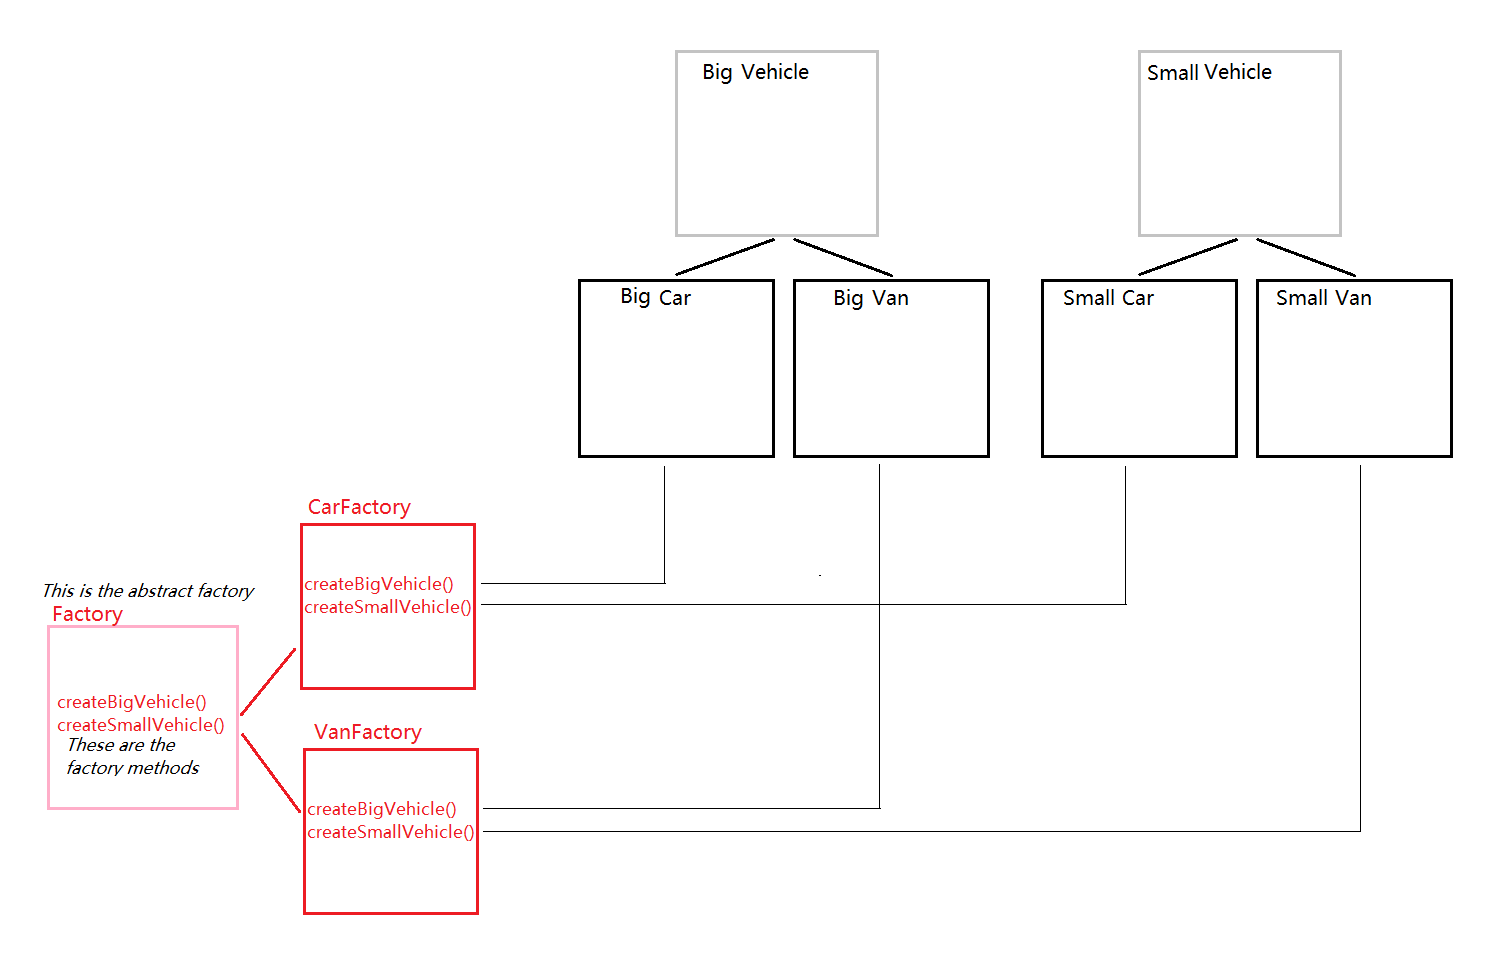 Big Vehicle
Small Vehicle
Big Car
Big Van
Small Car
Small Van
CarFactory
createBigVehicle()
createSmallVehicle()
This is the abstract factory
Factory
createBigVehicle()
createSmallVehicle()
These are the
factory methods
VanFactory
createBigVehicle()
createSmallVehicle()